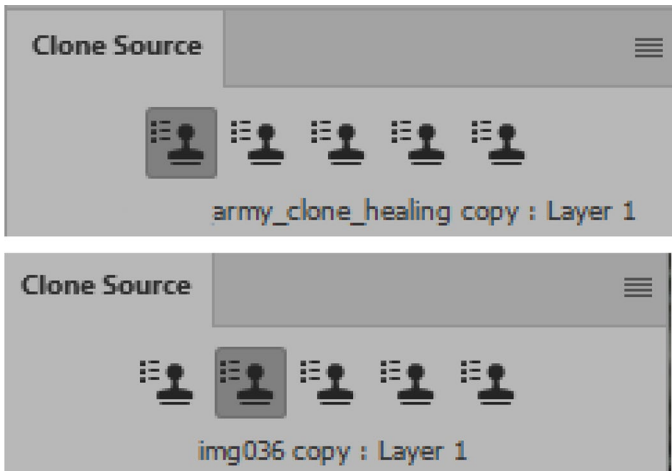 Clone Source
army_clone_healing copy : Layer 1
Clone Source
img036 copy : Layer 1